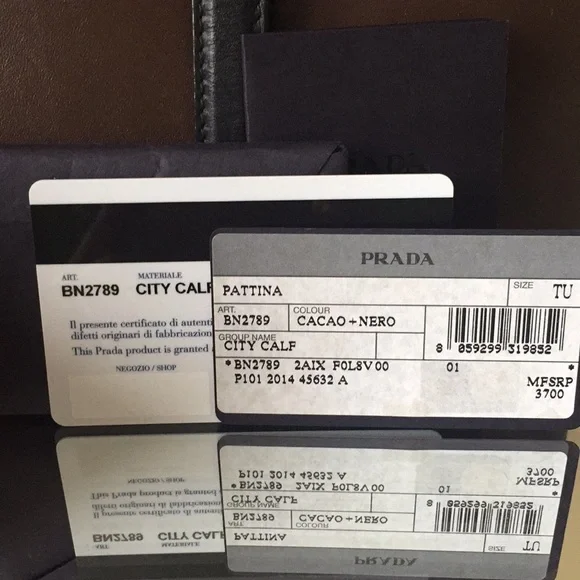 ART. MATERIALE
BN2789 CITY CALF
Il presente certificato di autenti
difetti originari di fabbricazion
This Prada product is granted
NEGOZIO / SHOP
PRADA
PATTINA SIZE TU
ART. COLOUR
BN2789 CACAO+NERO
GROUP NAME
CITY CALF
8 059299 319852
*BN2789 2AIX F0L8V00 01 *
P101 2014 45632 A MFSRP
3700